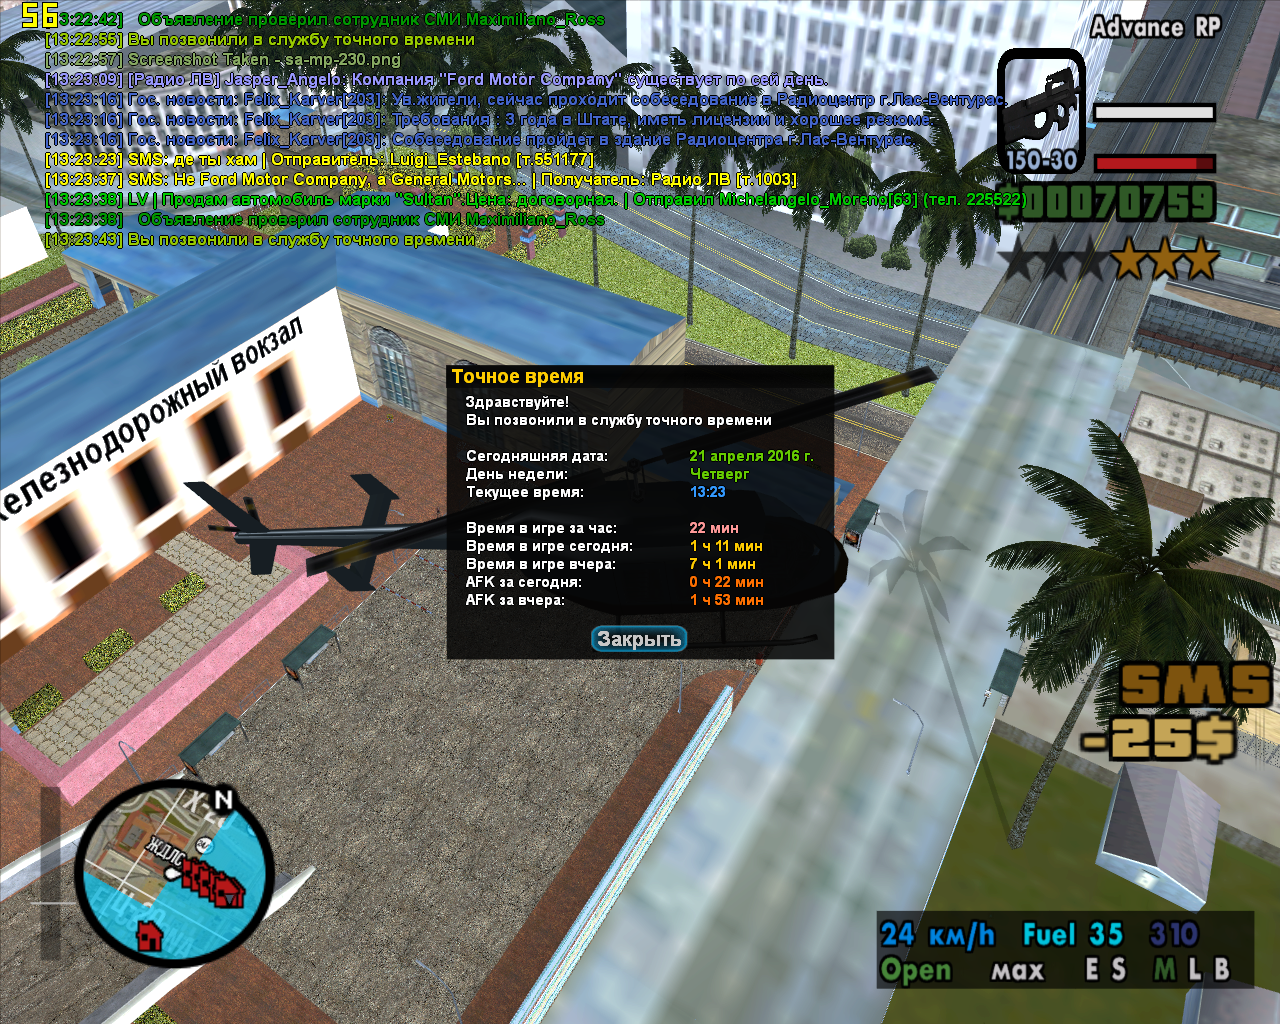 56
3:22:42] Объявление проверил сотрудник СМИ Maximiliano_Ross
[13:22:55] Вы позвонили в службу точного времени
[13:22:57] Screenshot Taken - sa-mp-230.png
[13:23:09] [Радио ЛВ] Jasper_Angelo: Компания "Ford Motor Company" существует по сей день.
[13:23:16] Гос. новости: Felix_Karver[203]: Ув.жители, сейчас проходит собеседование в Радиоцентр г.Лас-Вентурас.
[13:23:16] Гос. новости: Felix_Karver[203]: Требования : 3 года в Штате, иметь лицензии и хорошее резюме.
[13:23:16] Гос. новости: Felix_Karver[203]: Собеседование пройдет в здание Радиоцентра г.Лас-Вентурас.
[13:23:23] SMS: де ты хам | Отправитель: Luigi_Estebano [т.551177]
[13:23:37] SMS: Не Ford Motor Company, а General Motors... | Получатель: Радио ЛВ [т.1003]
[13:23:38] LV | Продам автомобиль марки "Sultan".Цена: договорная. | Отправил Michelangelo_Moreno[63] (тел. 225522)
[13:23:38] Объявление проверил сотрудник СМИ Maximiliano_Ross
[13:23:43] Вы позвонили в службу точного времени
Advance RP
150-30
$00070759
Железнодорожный вокзал
Точное время
Здравствуйте!
Вы позвонили в службу точного времени
Сегодняшняя дата: 21 апреля 2016 г.
День недели: Четверг
Текущее время: 13:23
Время в игре за час: 22 мин
Время в игре сегодня: 1 ч 11 мин
Время в игре вчера: 7 ч 1 мин
AFK за сегодня: 0 ч 22 мин
AFK за вчера: 1 ч 53 мин
Закрыть
SMS
-25$
N
ЖДЛС
24 км/h Fuel 35 310
Open мах E S M L B